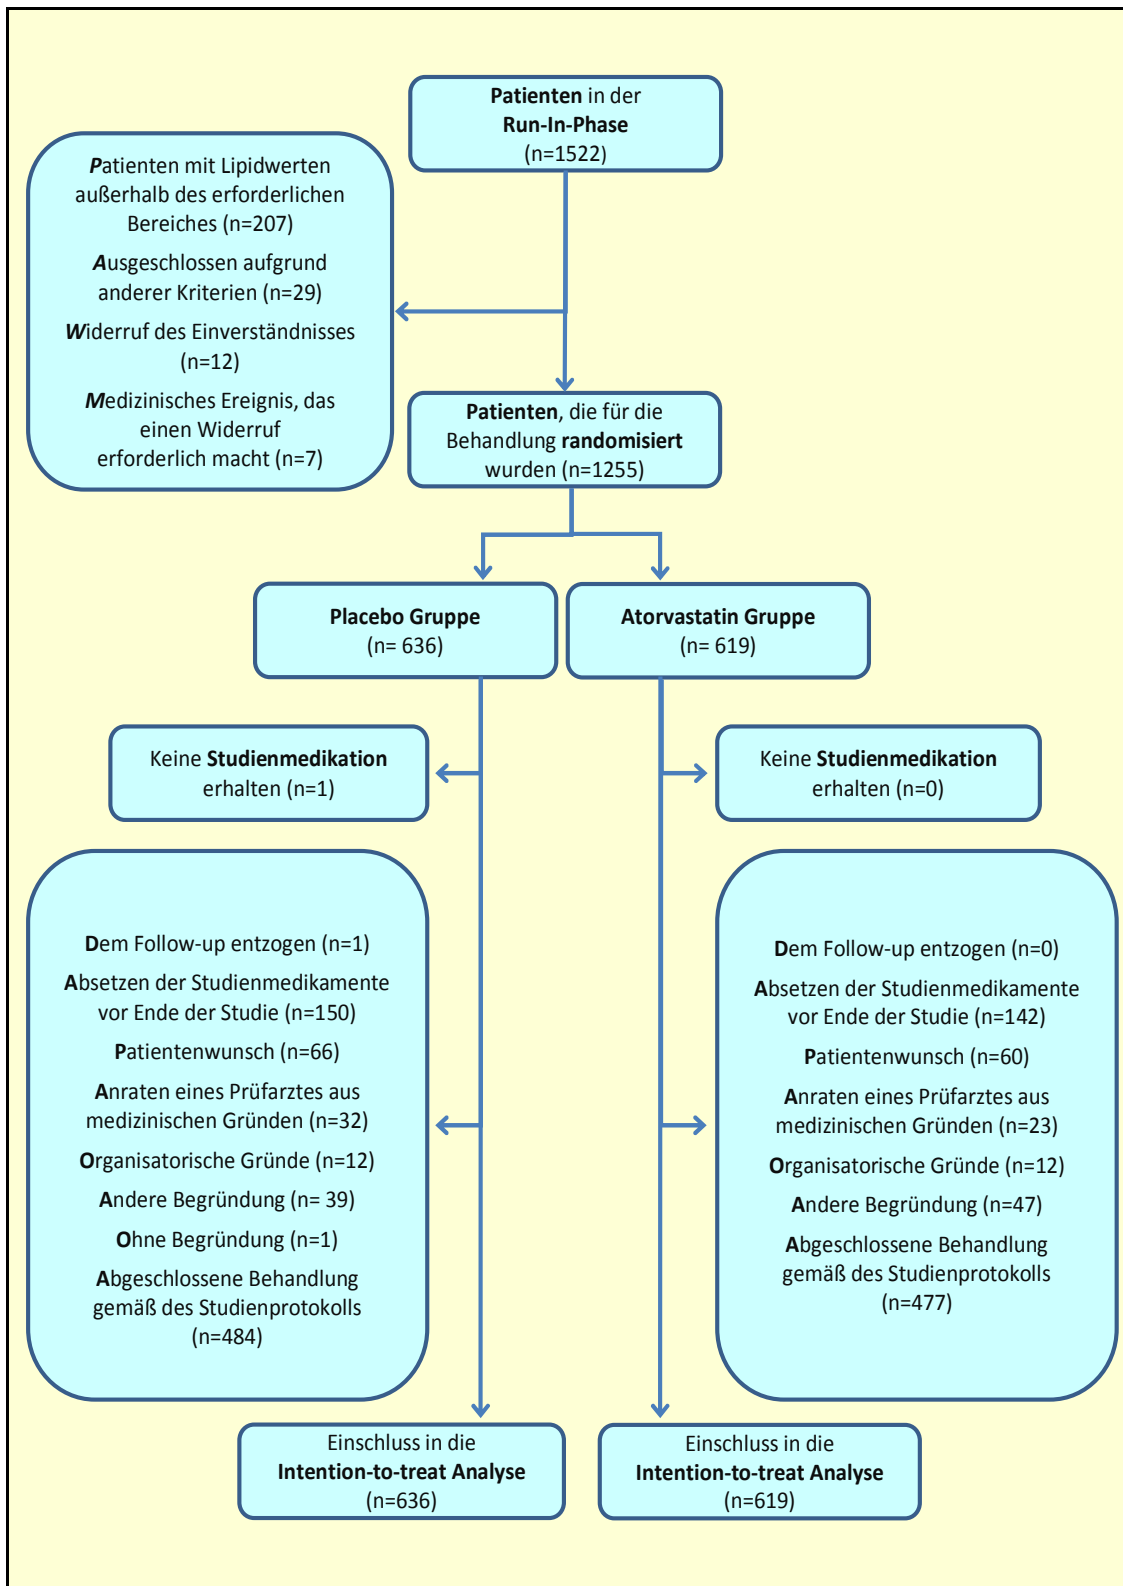 Patienten in der
Run-In-Phase
(n=1522)
Patienten mit Lipidwerten
außerhalb des erforderlichen
Bereiches (n=207)
Ausgeschlossen aufgrund
anderer Kriterien (n=29)
Widerruf des Einverständnisses
(n=12)
Medizinisches Ereignis, das
einen Widerruf
erforderlich macht (n=7)
Patienten, die für die
Behandlung randomisiert
wurden (n=1255)
Placebo Gruppe
(n= 636)
Atorvastatin Gruppe
(n= 619)
Keine Studienmedikation
erhalten (n=1)
Keine Studienmedikation
erhalten (n=0)
Dem Follow-up entzogen (n=1)
Absetzen der Studienmedikamente
vor Ende der Studie (n=150)
Patientenwunsch (n=66)
Anraten eines Prüfarztes aus
medizinischen Gründen (n=32)
Organisatorische Gründe (n=12)
Andere Begründung (n= 39)
Ohne Begründung (n=1)
Abgeschlossene Behandlung
gemäß des Studienprotokolls
(n=484)
Dem Follow-up entzogen (n=0)
Absetzen der Studienmedikamente
vor Ende der Studie (n=142)
Patientenwunsch (n=60)
Anraten eines Prüfarztes aus
medizinischen Gründen (n=23)
Organisatorische Gründe (n=12)
Andere Begründung (n=47)
Abgeschlossene Behandlung
gemäß des Studienprotokolls
(n=477)
Einschluss in die
Intention-to-treat Analyse
(n=636)
Einschluss in die
Intention-to-treat Analyse
(n=619)